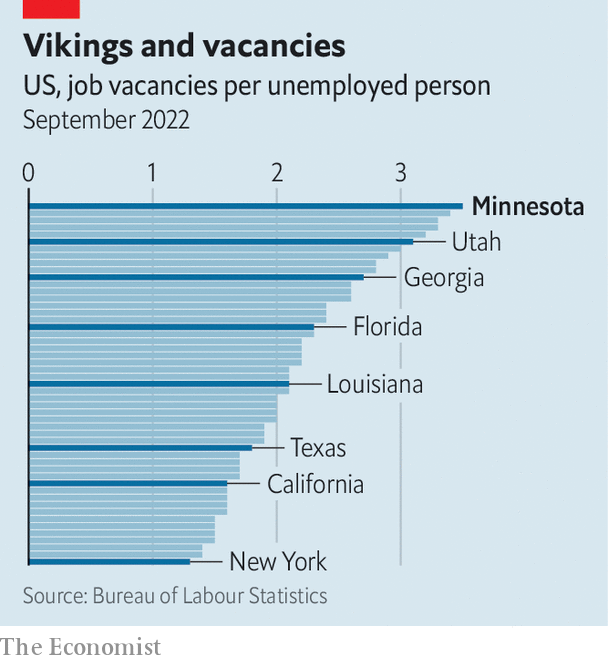 Vikings and vacancies
US, job vacancies per unemployed person
September 2022
0 1 2 3
Minnesota
Utah
Georgia
Florida
Louisiana
Texas
California
New York
Source: Bureau of Labour Statistics
The Economist